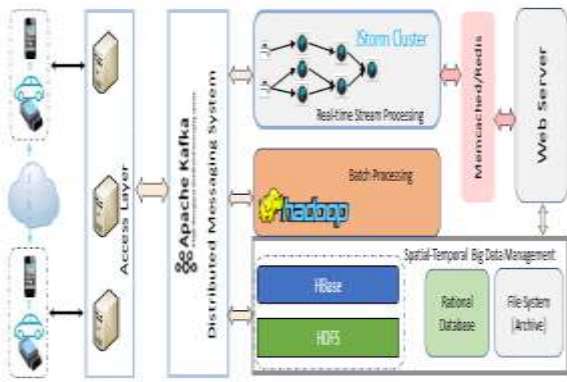 Access Layer
Apache Kafka
Distributed Messaging System
JStorm Cluster
Real-time Stream Processing
Batch Processing
hadoop
Memcached/Redis
Web Server
Spatial-Temporal Big Data Management
HBase
HDFS
Rational
Database
File System
(Archive)